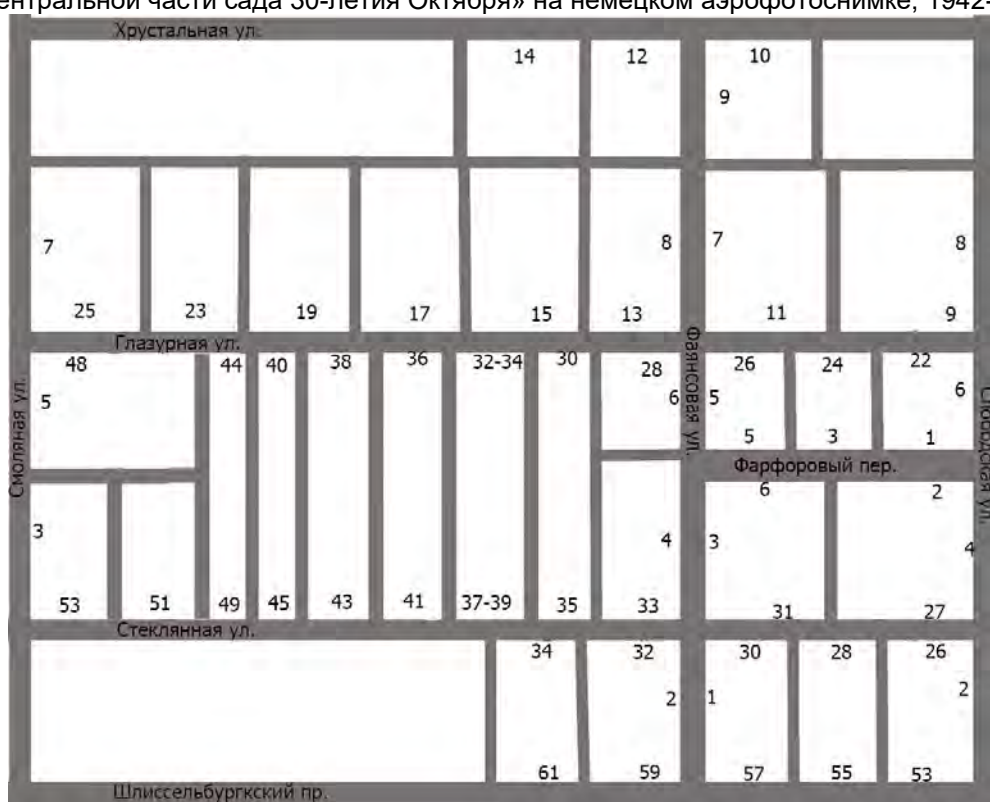 ентральной части сада 30-летия Октября» на немецком аэрофотоснимке, 1942-
Хрустальная ул.
14 12 10
9
7 8 7 8
25 23 19 17 15 13 11 9
Глазурная ул.
48 44 40 38 36 32-34 30 28 26 24 22
5 6 5 6
5 3 1
Смоляная ул.
Фаянсовая ул.
Слободская ул.
Фарфоровый пер.
6 2
3 4 3 4
53 51 49 45 43 41 37-39 35 33 31 27
Стеклянная ул.
34 32 30 28 26
2 1 2
61 59 57 55 53
Шлиссельбургкский пр.